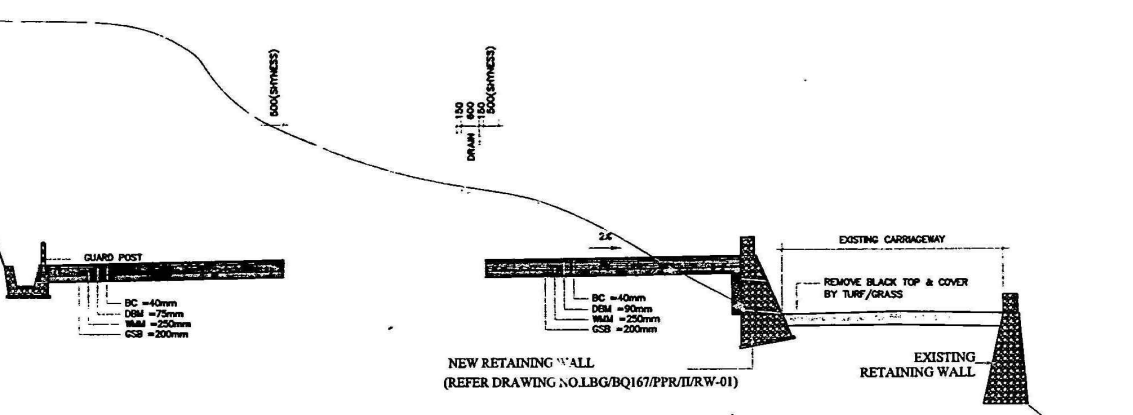 500(SHYNESS)
150
600
150
500(SHYNESS)
DRAIN
2%
GUARD POST
BC =40mm
DBM =75mm
WMM =250mm
GSB =200mm
BC =40mm
DBM =90mm
WMM =250mm
GSB =200mm
EXISTING CARRIAGEWAY
REMOVE BLACK TOP & COVER
BY TURF/GRASS
NEW RETAINING WALL
(REFER DRAWING NO.LBG/BQ167/PPR/II/RW-01)
EXISTING
RETAINING WALL